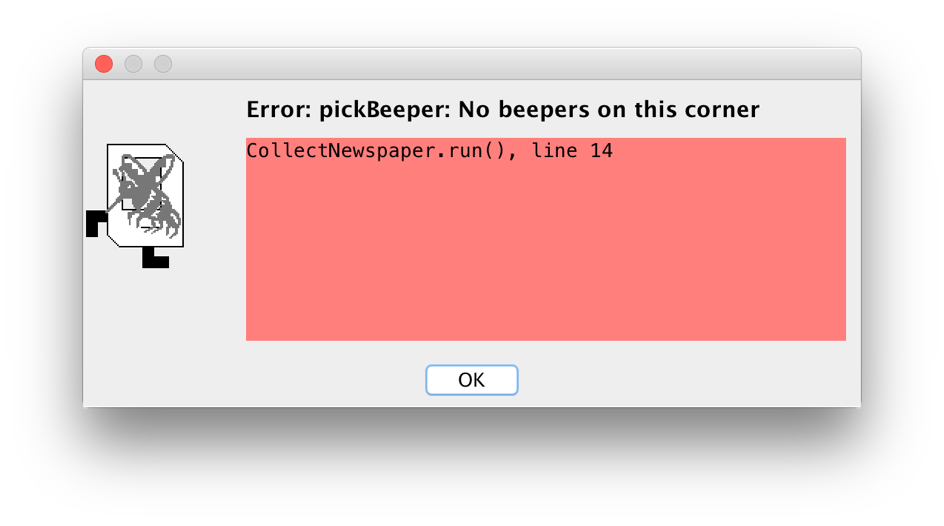 Error: pickBeeper: No beepers on this corner
CollectNewspaper.run(), line 14
OK